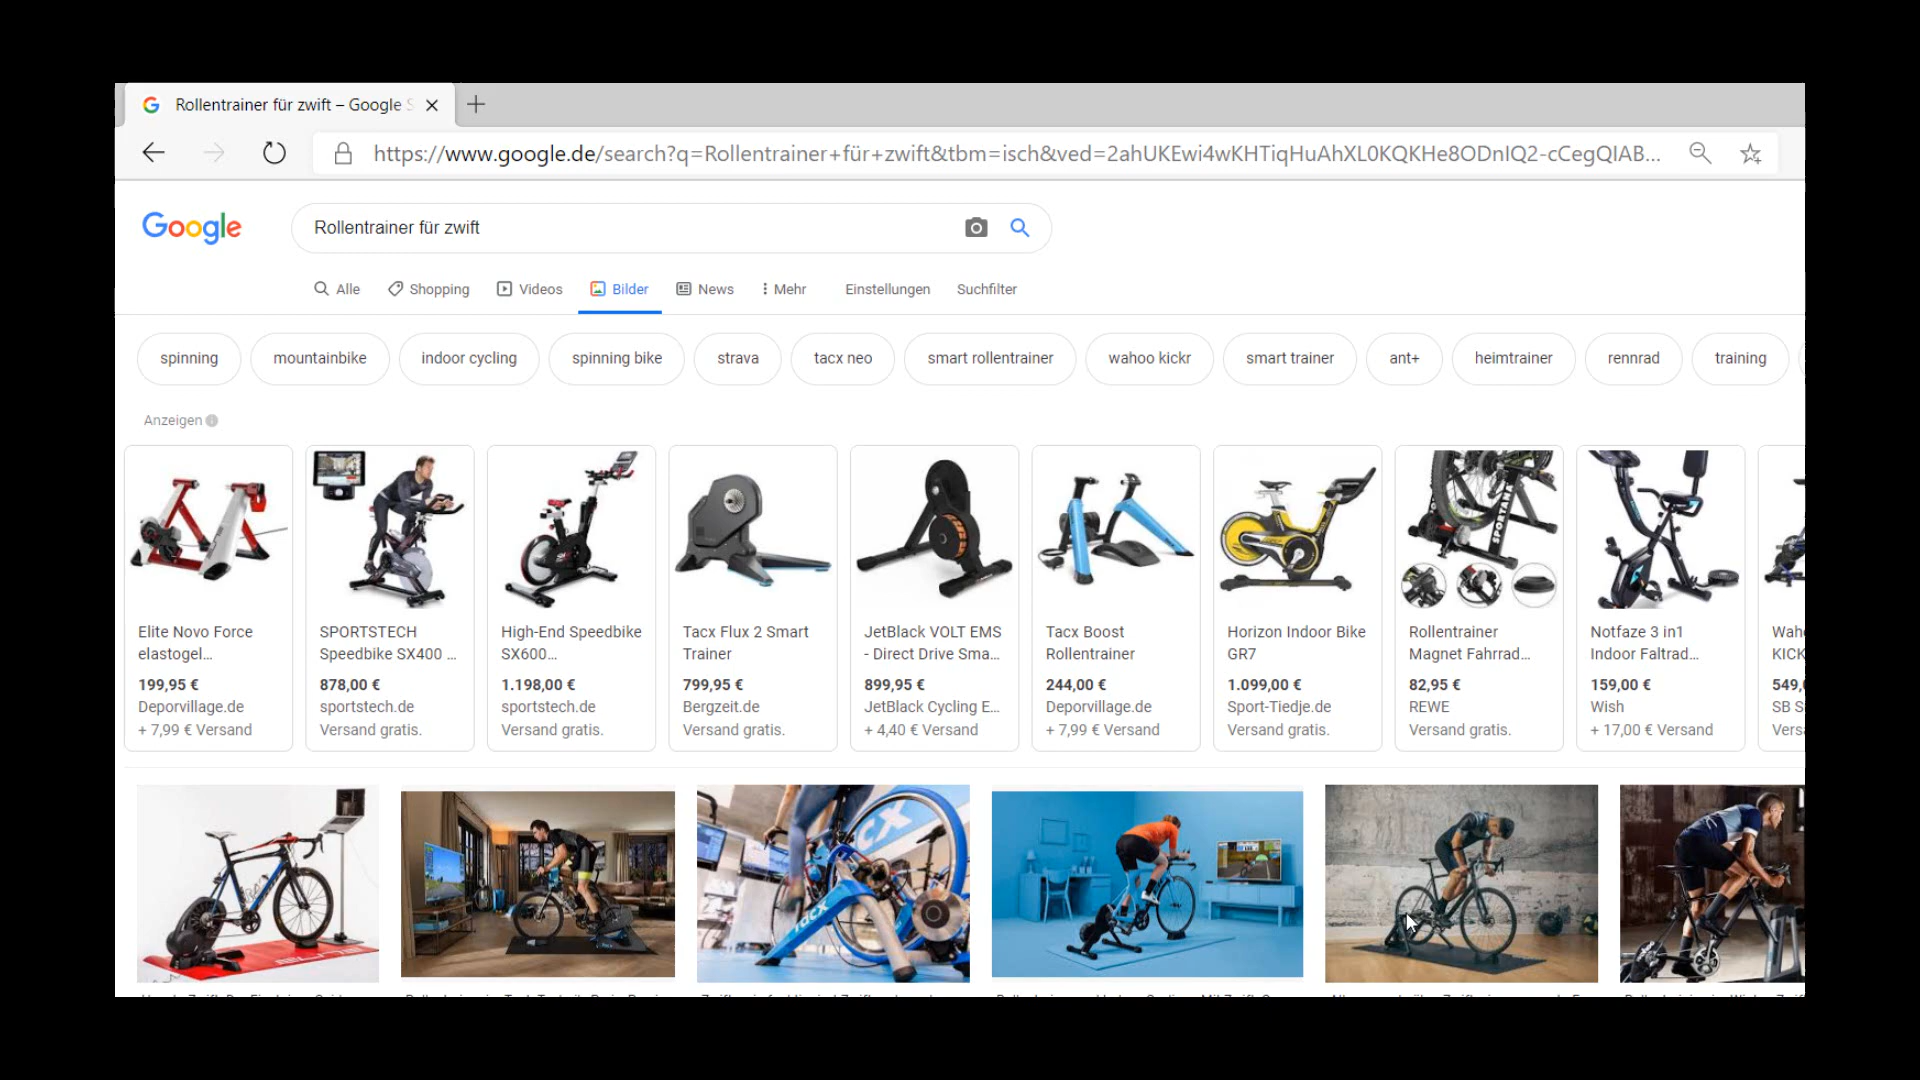 Rollentrainer für zwift – Google S
https://www.google.de/search?q=Rollentrainer+für+zwift&tbm=isch&ved=2ahUKEwi4wKHTiqHuAhXL0KQKHe8ODnIQ2-cCegQIAB...
Google
Rollentrainer für zwift
Alle Shopping Videos Bilder News Mehr Einstellungen Suchfilter
spinning mountainbike indoor cycling spinning bike strava tacx neo smart rollentrainer wahoo kickr smart trainer ant+ heimtrainer rennrad training
Anzeigen
Elite Novo Force
elastogel...
199,95 €
Deporvillage.de
+ 7,99 € Versand
SPORTSTECH
Speedbike SX400 ...
878,00 €
sportstech.de
Versand gratis.
High-End Speedbike
SX600...
1.198,00 €
sportstech.de
Versand gratis.
Tacx Flux 2 Smart
Trainer
799,95 €
Bergzeit.de
Versand gratis.
JetBlack VOLT EMS
- Direct Drive Sma...
899,95 €
JetBlack Cycling E...
+ 4,40 € Versand
Tacx Boost
Rollentrainer
244,00 €
Deporvillage.de
+ 7,99 € Versand
Horizon Indoor Bike
GR7
1.099,00 €
Sport-Tiedje.de
Versand gratis.
SPORTAN
Rollentrainer
Magnet Fahrrad...
82,95 €
REWE
Versand gratis.
Notfaze 3 in1
Indoor Faltrad...
159,00 €
Wish
+ 17,00 € Versand
Wah
KICK
549,
SB S
Vers
tacx